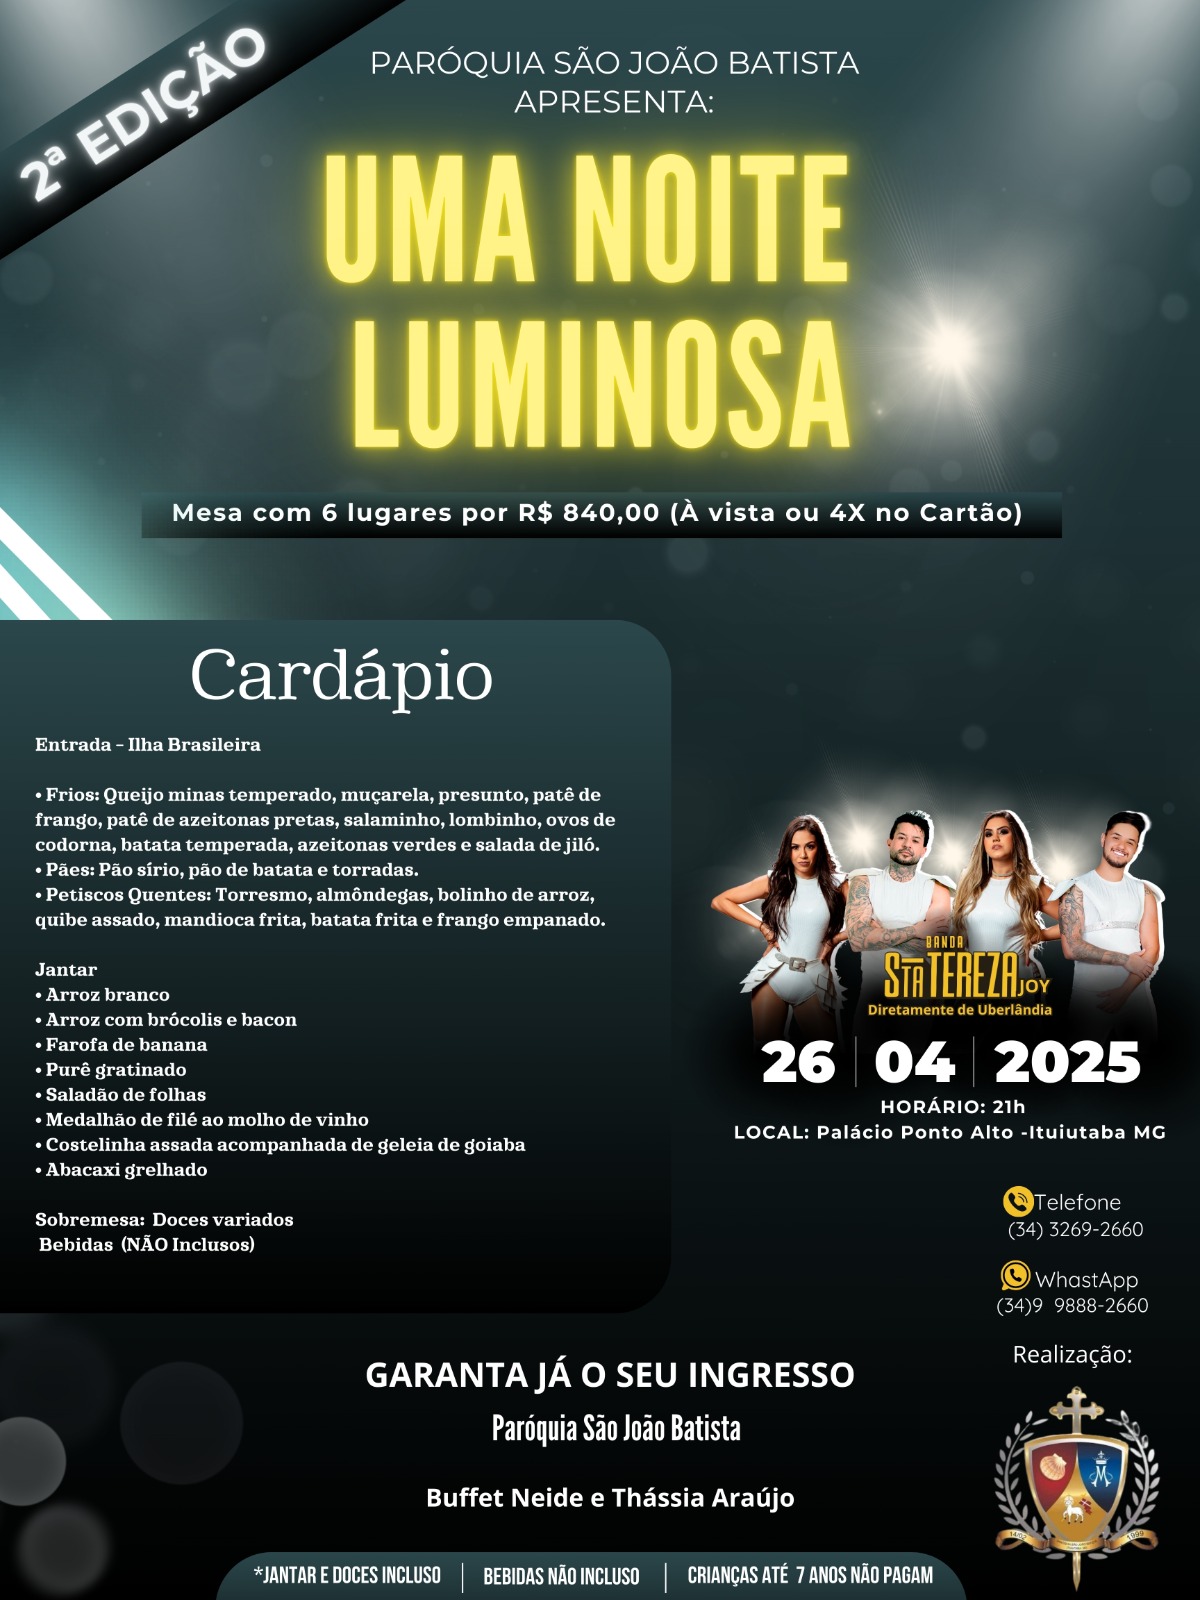 2ª EDIÇÃO
PARÓQUIA SÃO JOÃO BATISTA
APRESENTA:
UMA NOITE
LUMINOSA
Mesa com 6 lugares por R$ 840,00 (À vista ou 4X no Cartão)
Cardápio
Entrada – Ilha Brasileira
• Frios: Queijo minas temperado, muçarela, presunto, patê de
frango, patê de azeitonas pretas, salaminho, lombinho, ovos de
codorna, batata temperada, azeitonas verdes e salada de jiló.
• Pães: Pão sírio, pão de batata e torradas.
• Petiscos Quentes: Torresmo, almôndegas, bolinho de arroz,
quibe assado, mandioca frita, batata frita e frango empanado.
Jantar
• Arroz branco
• Arroz com brócolis e bacon
• Farofa de banana
• Purê gratinado
• Saladão de folhas
• Medalhão de filé ao molho de vinho
• Costelinha assada acompanhada de geleia de goiaba
• Abacaxi grelhado
Sobremesa: Doces variados
Bebidas (NÃO Inclusos)
BANDA
STA TEREZA JOY
Diretamente de Uberlândia
26 04 2025
HORÁRIO: 21h
LOCAL: Palácio Ponto Alto -Ituiutaba MG
Telefone
(34) 3269-2660
WhastApp
(34)9 9888-2660
Realização:
14/02 1999
GARANTA JÁ O SEU INGRESSO
Paróquia São João Batista
Buffet Neide e Thássia Araújo
*JANTAR E DOCES INCLUSO
BEBIDAS NÃO INCLUSO
CRIANÇAS ATÉ 7 ANOS NÃO PAGAM